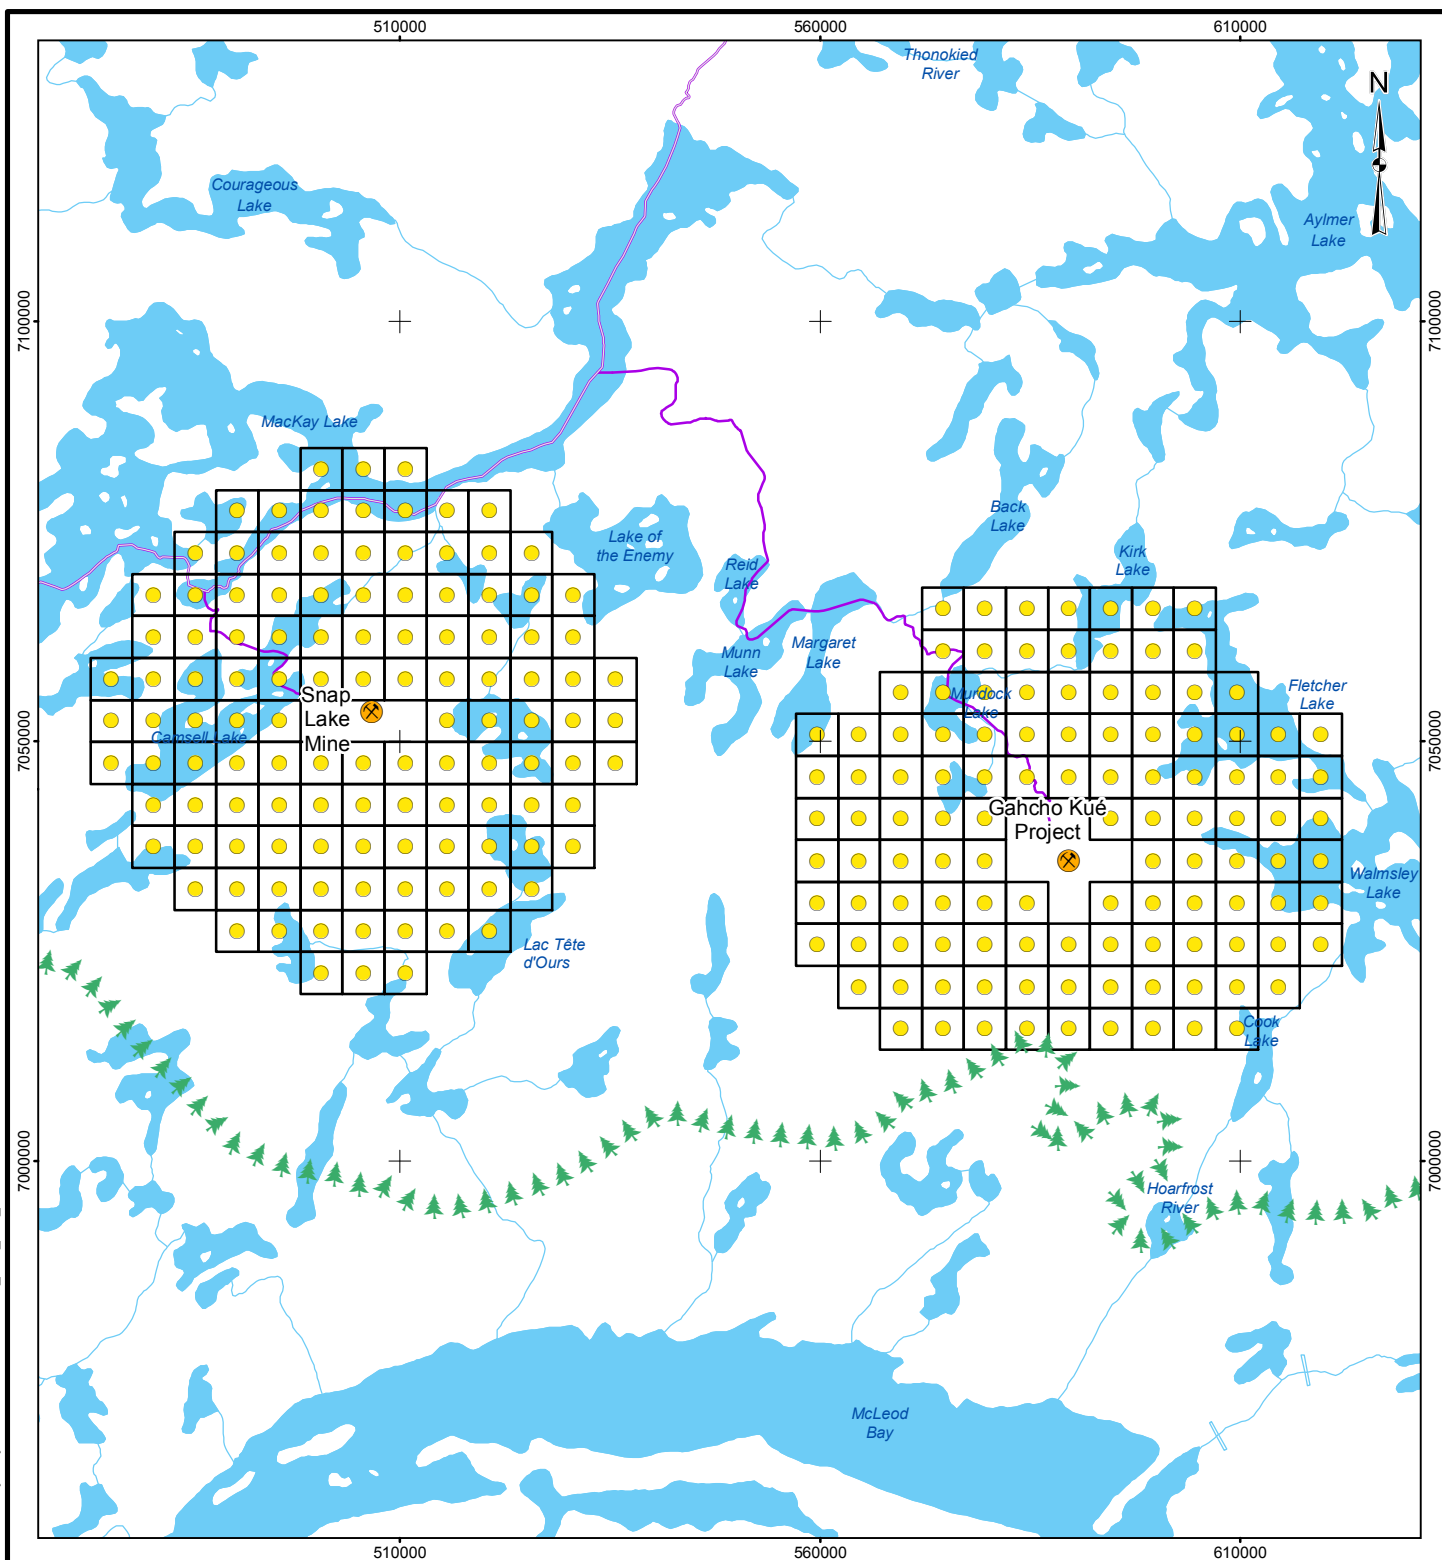 510000
560000
610000
Thonokied
River
N
Courageous
Lake
Aylmer
Lake
7100000
7100000
MacKay Lake
Back
Lake
Lake of
the Enemy
Kirk
Lake
Reid
Lake
Margaret
Lake
Munn
Lake
Snap
Lake
Mine
Murdock
Lake
Fletcher
Lake
Camsell Lake
7050000
7050000
Gahcho Kué
Project
Walmsley
Lake
Lac Tête
d'Ours
Cook
Lake
7000000
7000000
Hoarfrost
River
McLeod
Bay
510000
560000
610000